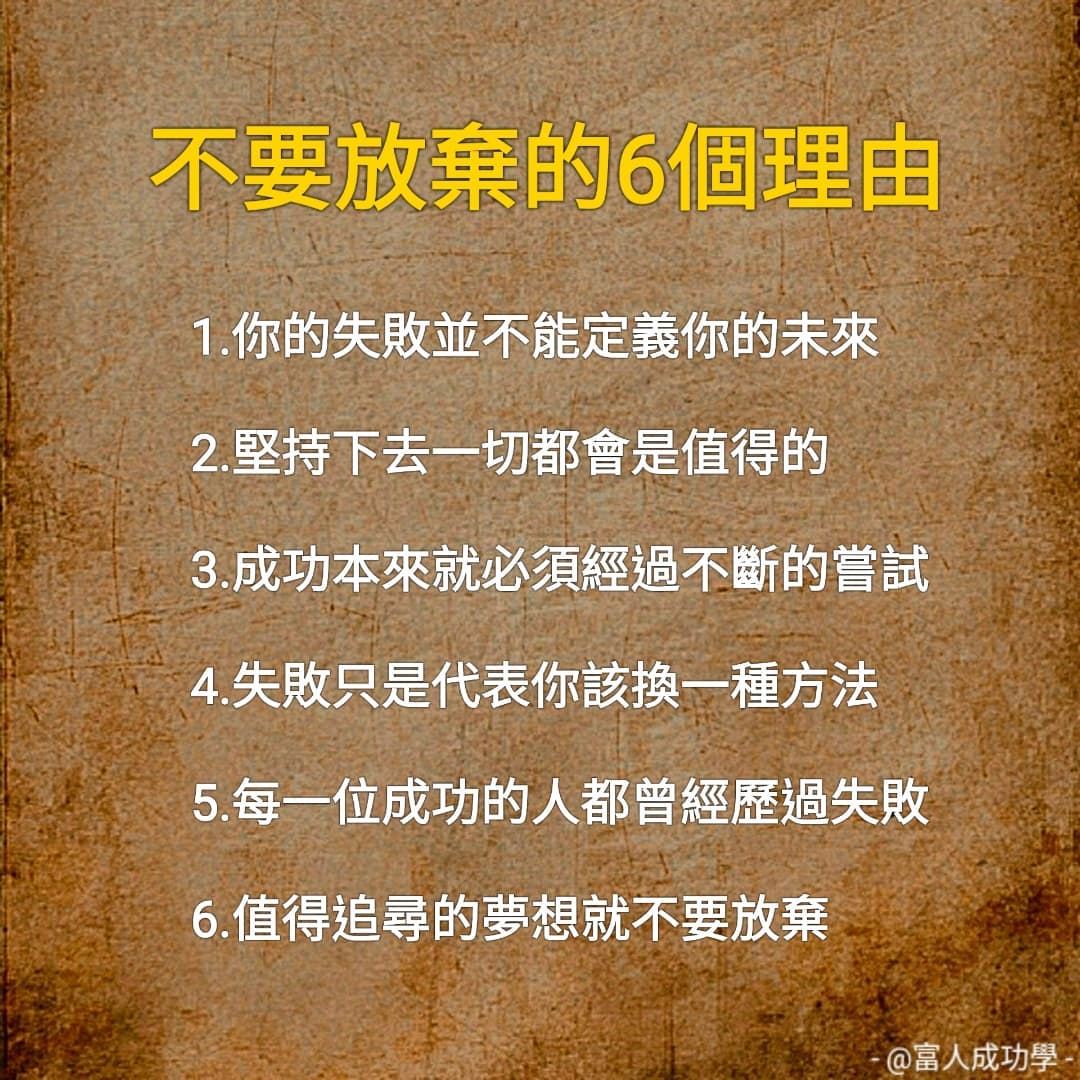 不要放棄的6個理由
1.你的失敗並不能定義你的未來
2.堅持下去一切都會是值得的
3.成功本來就必須經過不斷的嘗試
4.失敗只是代表你該換一種方法
5.每一位成功的人都曾經歷過失敗
6.值得追尋的夢想就不要放棄
- @富人成功學 -